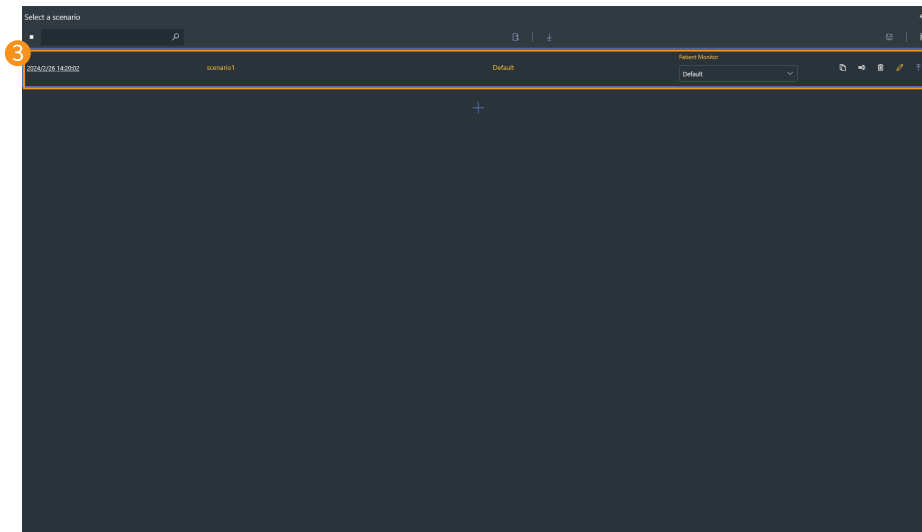 Select a scenario
3
Patient Monitor
2024/2/26 14:20:02 scenario1 Default Default